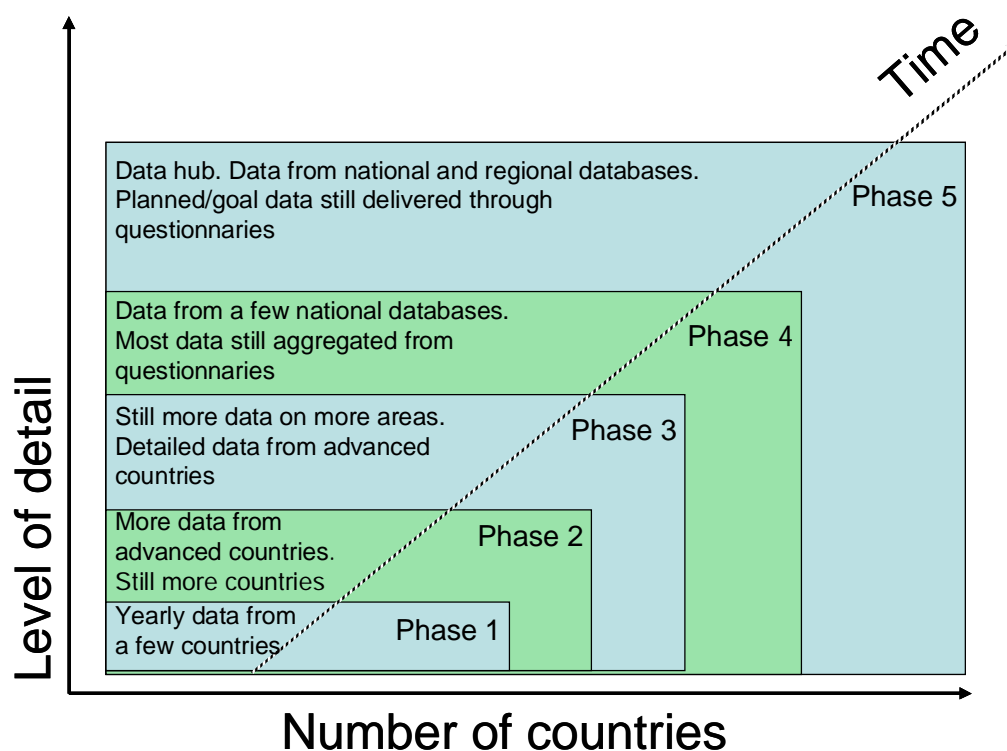 Time
Data hub. Data from national and regional databases.
Planned/goal data still delivered through
questionnaries
Phase 5
Data from a few national databases.
Most data still aggregated from
questionnaries
Phase 4
Still more data on more areas.
Detailed data from advanced
countries
Phase 3
More data from
advanced countries.
Still more countries
Phase 2
Yearly data from
a few countries
Phase 1
Level of detail
Number of countries